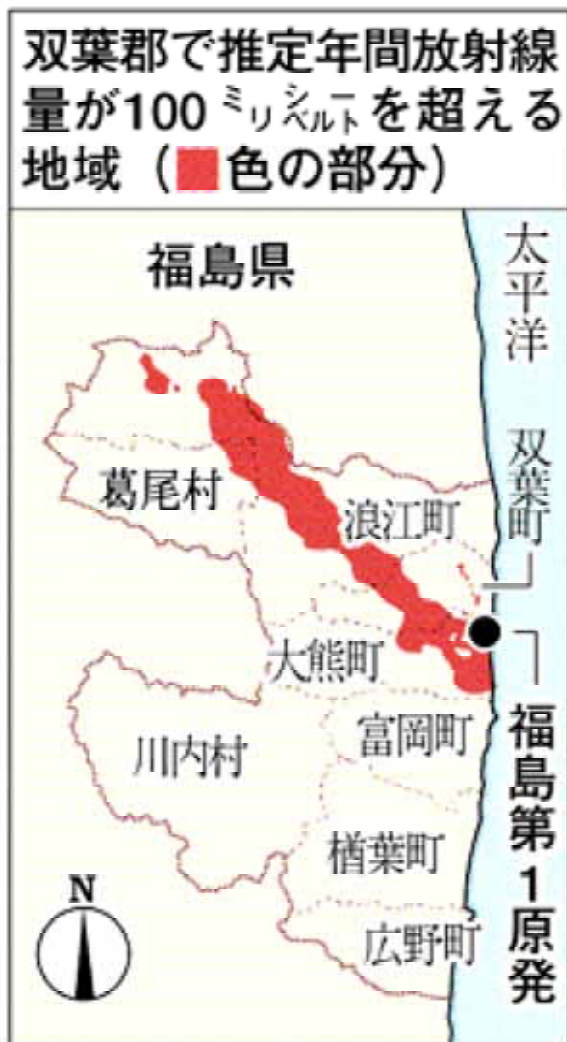 双葉郡で推定年間放射線
量が100ミリシーベルトを超える
地域（■色の部分）
福島県
太平洋
双葉町
葛尾村
浪江町
大熊町
富岡町
川内村
楢葉町
広野町
福島第1原発
N